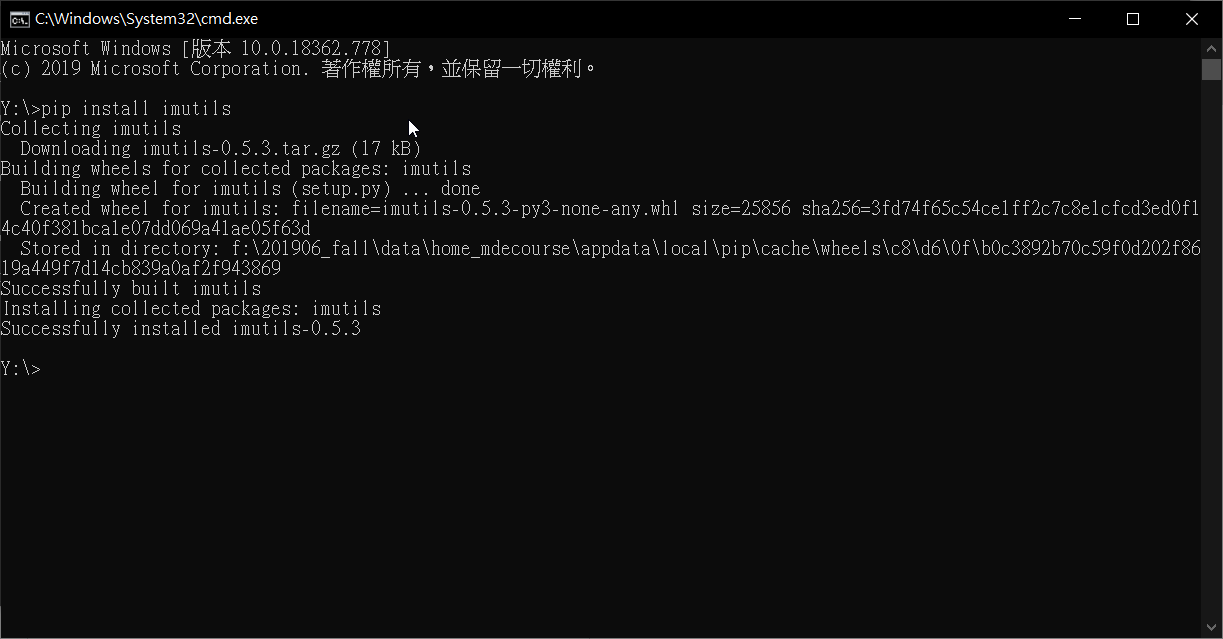 C:\Windows\System32\cmd.exe
Microsoft Windows [版本 10.0.18362.778]
(c) 2019 Microsoft Corporation. 著作權所有，並保留一切權利。
Y:\>pip install imutils
Collecting imutils
  Downloading imutils-0.5.3.tar.gz (17 kB)
Building wheels for collected packages: imutils
  Building wheel for imutils (setup.py) ... done
  Created wheel for imutils: filename=imutils-0.5.3-py3-none-any.whl size=25856 sha256=3fd74f65c54ce1ff2c7c8e1cfcd3ed0f1
4c40f381bca1e07dd069a41ae05f63d
  Stored in directory: f:\201906_fall\data\home_mdecourse\appdata\local\pip\cache\wheels\c8\d6\0f\b0c3892b70c59f0d202f86
19a449f7d14cb839a0af2f943869
Successfully built imutils
Installing collected packages: imutils
Successfully installed imutils-0.5.3
Y:\>